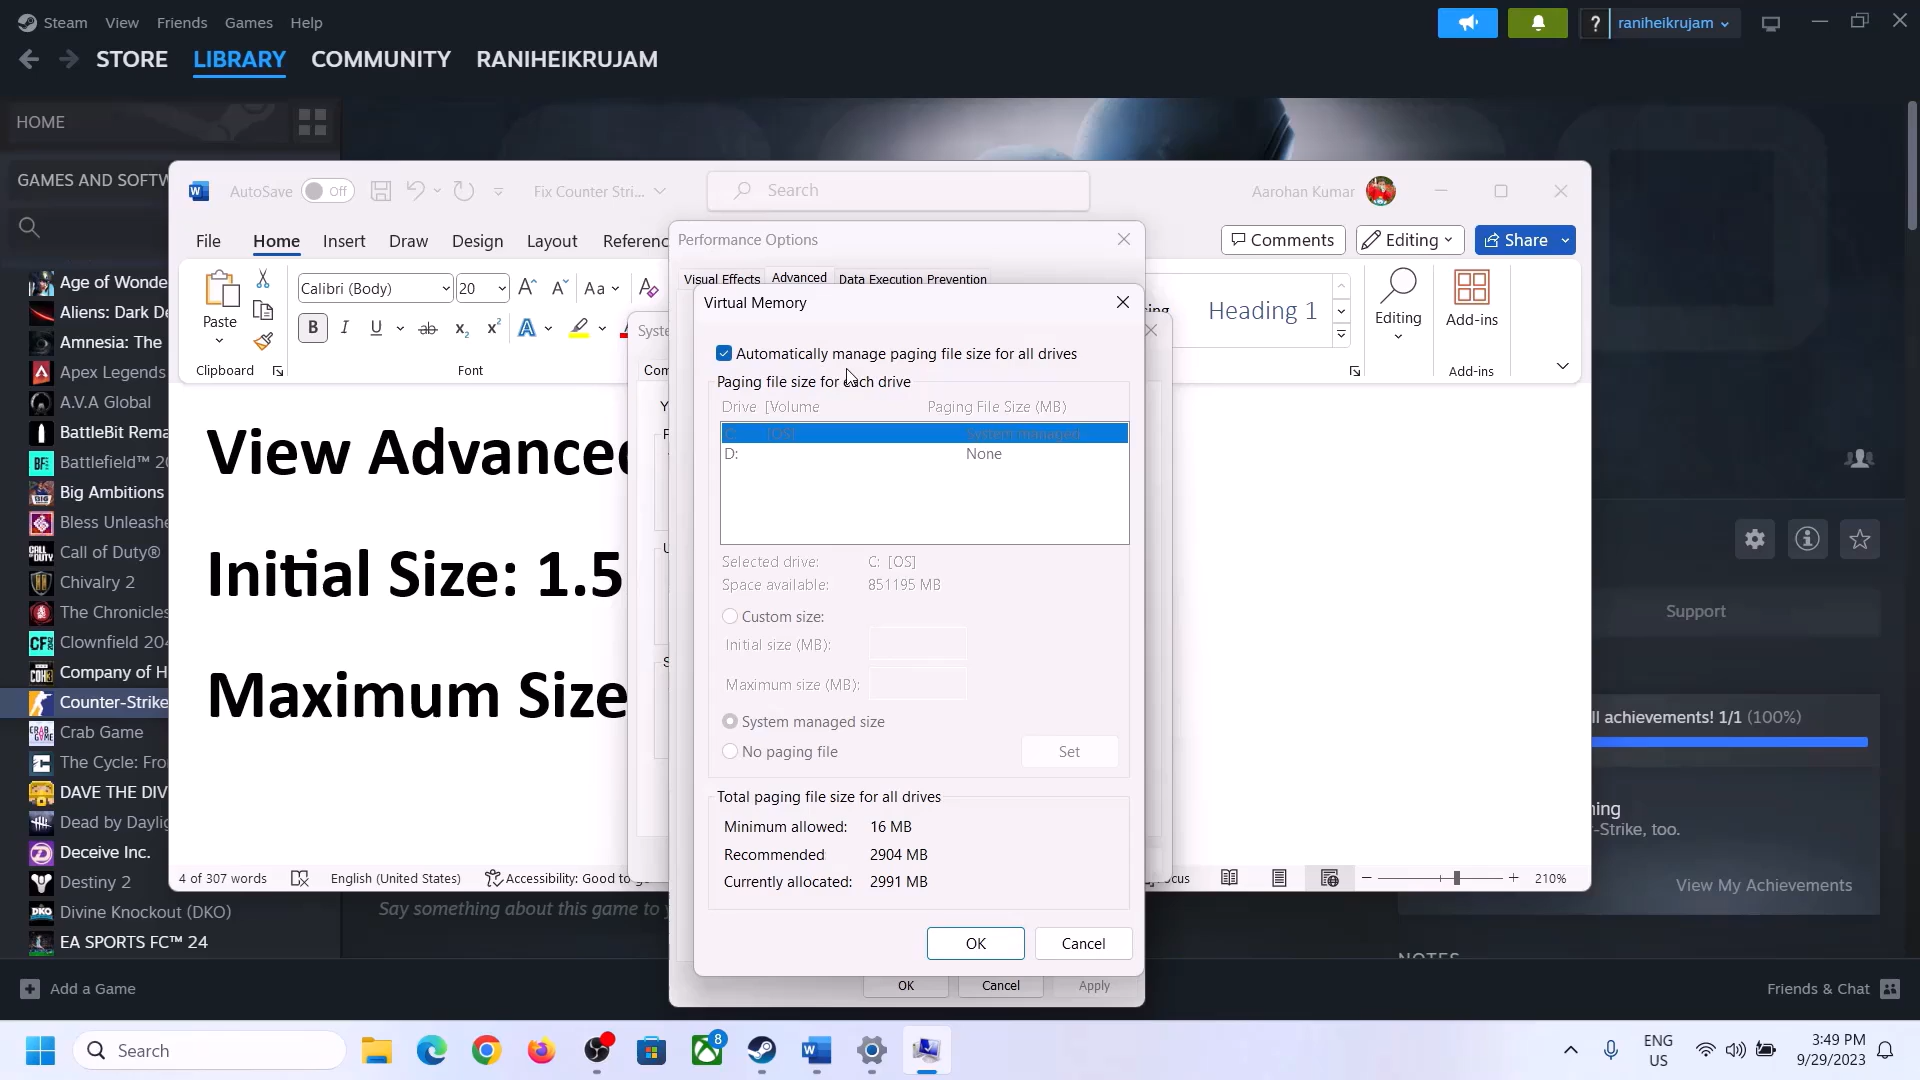 Steam View Friends Games Help
raniheikrujam
STORE LIBRARY COMMUNITY RANIHEIKRUJAM
HOME
GAMES AND SOFTW
Age of Wonde
Aliens: Dark De
Amnesia: The
Apex Legends
A.V.A Global
BattleBit Rema
Battlefield™ 20
Big Ambitions
Bless Unleashe
Call of Duty®
Chivalry 2
The Chronicles
Clownfield 204
Company of H
Counter-Strike
Crab Game
The Cycle: Fro
DAVE THE DIV
Dead by Daylig
Deceive Inc.
Destiny 2
Divine Knockout (DKO)
EA SPORTS FC™ 24
Add a Game
AutoSave Off Fix Counter Stri... Search Aarohan Kumar
File Home Insert Draw Design Layout Referenc
Comments Editing Share
Paste
Calibri (Body) 20
Heading 1
Editing
Add-ins
Clipboard Font Add-ins
View Advanced
Initial Size: 1.5
Maximum Size
4 of 307 words English (United States) Accessibility: Good to g
210%
Performance Options
Visual Effects Advanced Data Execution Prevention
Syste
Com
Virtual Memory
Automatically manage paging file size for all drives
Paging file size for each drive
Drive [Volume Paging File Size (MB)
C: [OS] System managed
D: None
Selected drive: C: [OS]
Space available: 851195 MB
Custom size:
Initial size (MB):
Maximum size (MB):
System managed size
No paging file
Set
Total paging file size for all drives
Minimum allowed: 16 MB
Recommended 2904 MB
Currently allocated: 2991 MB
OK Cancel
OK Cancel Apply
Support
ll achievements! 1/1 (100%)
-Strike, too.
View My Achievements
Say something about this game to y
NOTES
Friends & Chat
Search
8
ENG
US
3:49 PM
9/29/2023